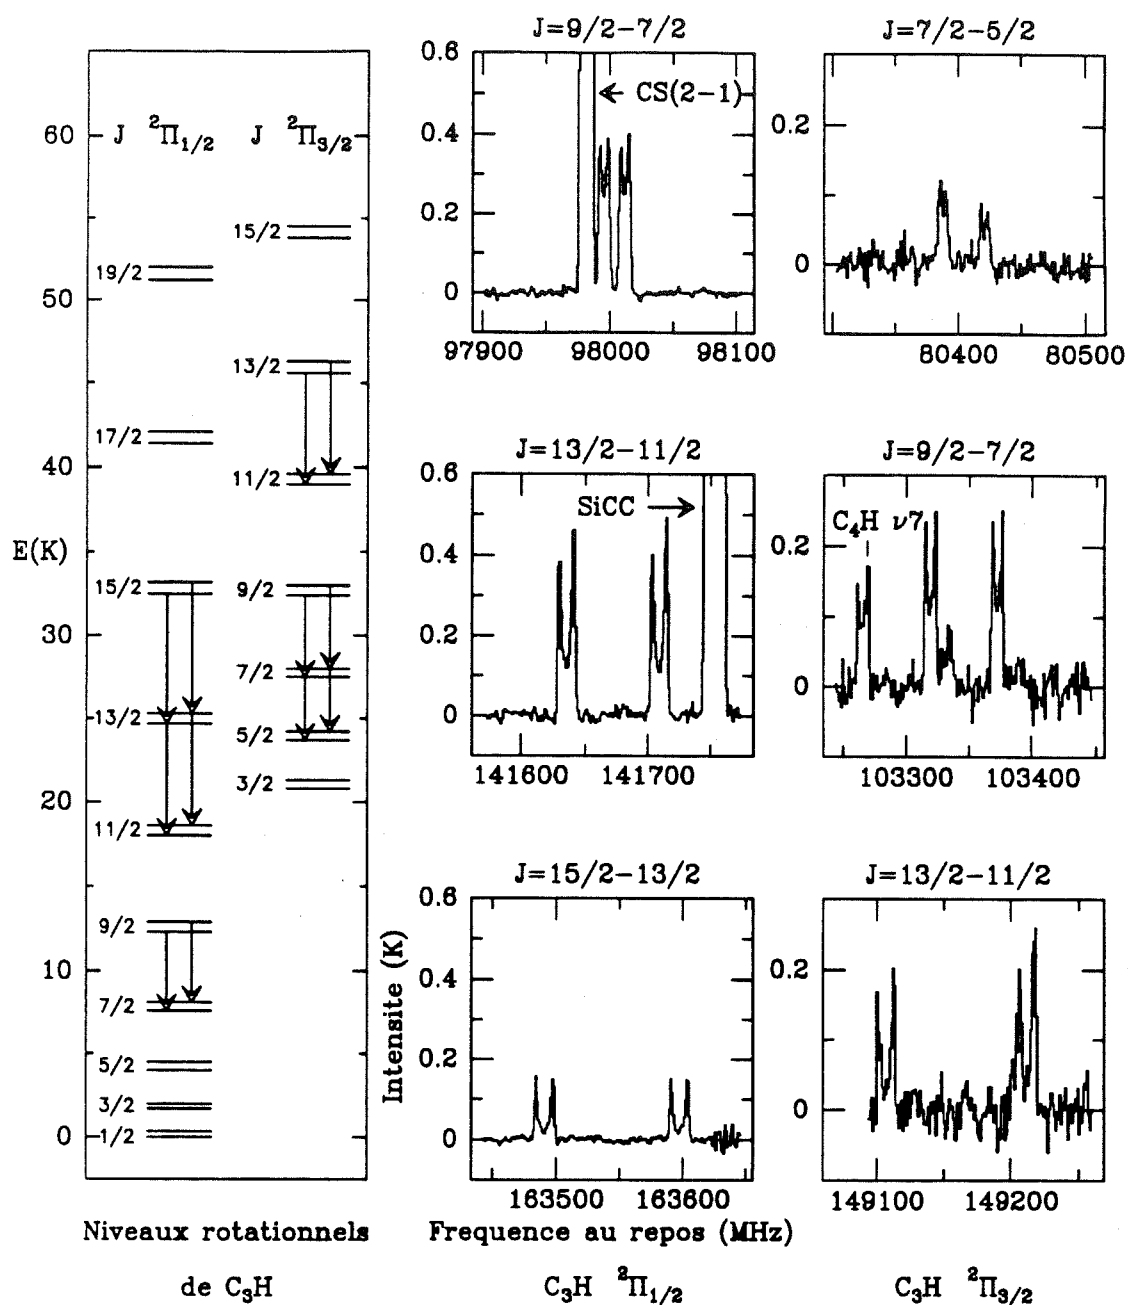 J=9/2−7/2
J=7/2−5/2
J ²Π₁/₂ J ²Π₃/₂
E(K)
60
50
40
30
20
10
0
19/2
17/2
15/2
13/2
11/2
9/2
7/2
5/2
3/2
1/2
15/2
13/2
11/2
9/2
7/2
5/2
3/2
0.6
0.4
0.2
0
CS(2−1)
97900 98000 98100
0.2
0
80400 80500
J=13/2−11/2
J=9/2−7/2
0.6
0.4
0.2
0
SiCC
141600 141700
C₄H ν7
0.2
0
103300 103400
J=15/2−13/2
J=13/2−11/2
Intensite (K)
0.6
0.4
0.2
0
163500 163600
0.2
0
149100 149200
Niveaux rotationnels
de C₃H
Frequence au repos (MHz)
C₃H ²Π₁/₂
C₃H ²Π₃/₂